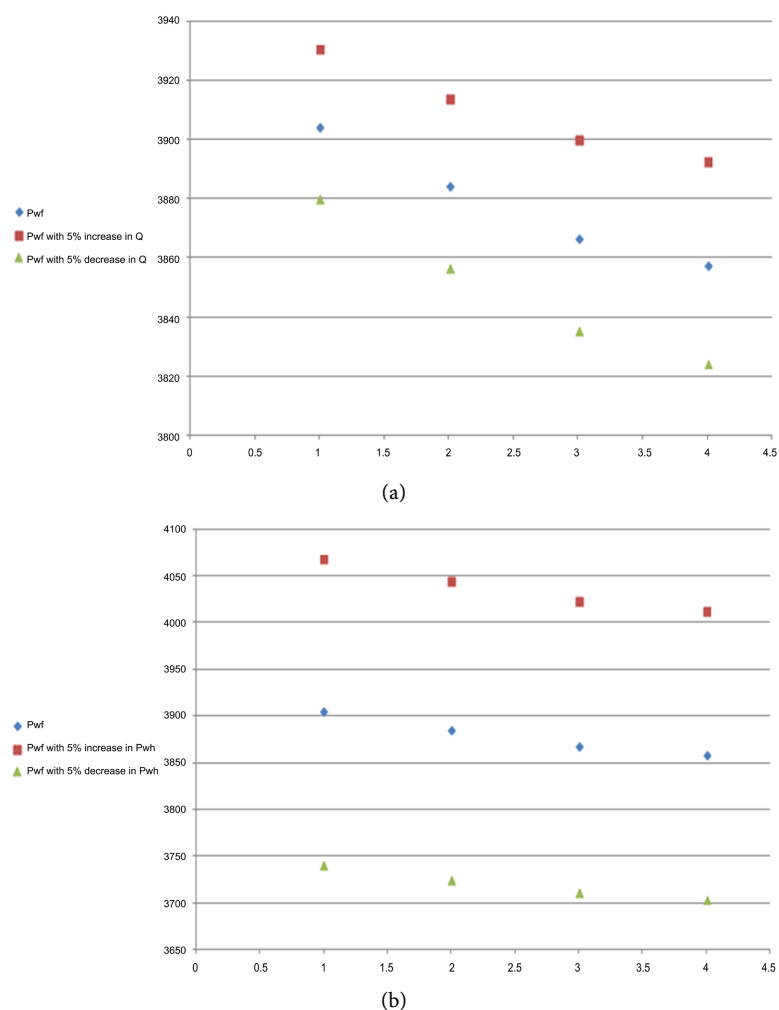 3940
3920
3900
3880
3860
3840
3820
3800
Pwf
Pwf with 5% increase in Q
Pwf with 5% decrease in Q
0 0.5 1 1.5 2 2.5 3 3.5 4 4.5
(a)
4100
4050
4000
3950
3900
3850
3800
3750
3700
3650
Pwf
Pwf with 5% increase in Pwh
Pwf with 5% decrease in Pwh
0 0.5 1 1.5 2 2.5 3 3.5 4 4.5
(b)